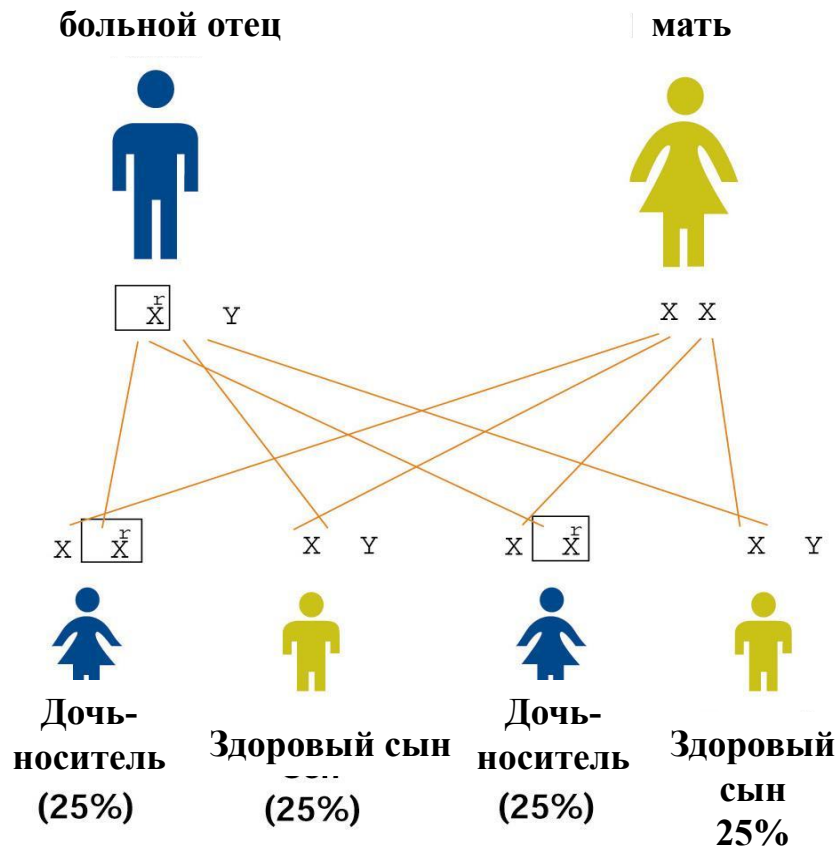 больной отец
мать
r
X Y
X X
X
r
X
X Y
X
r
X
X Y
Дочь-
носитель
(25%)
Здоровый сын
(25%)
Дочь-
носитель
(25%)
Здоровый
сын
25%